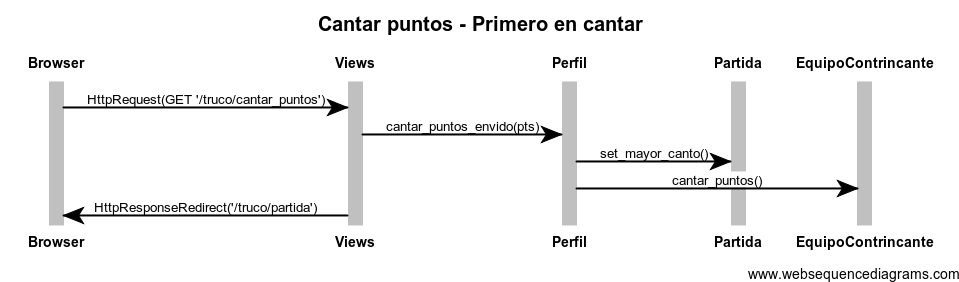 Cantar puntos - Primero en cantar
Browser Views Perfil Partida EquipoContrincante
HttpRequest(GET '/truco/cantar_puntos')
cantar_puntos_envido(pts)
set_mayor_canto()
cantar_puntos()
HttpResponseRedirect('/truco/partida')
Browser Views Perfil Partida EquipoContrincante
www.websequencediagrams.com